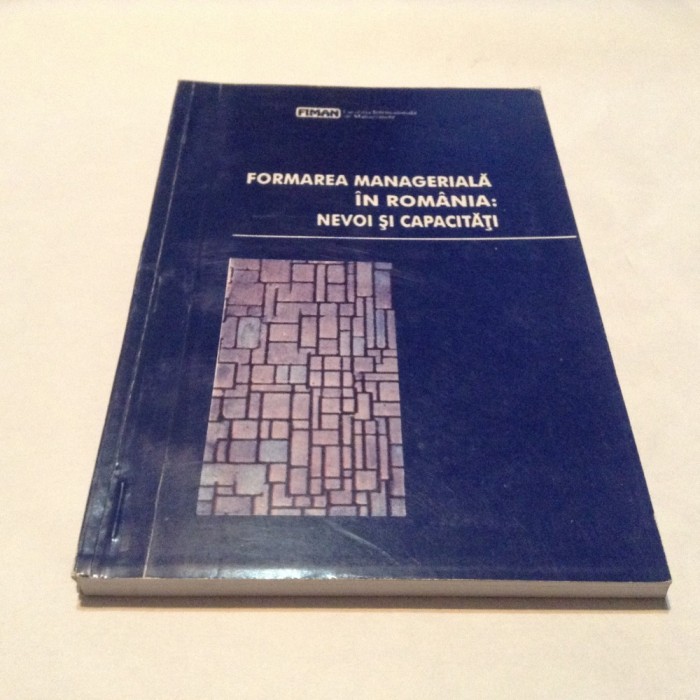 FIMAN
FORMAREA MANAGERIALĂ
ÎN ROMÂNIA:
NEVOI ŞI CAPACITĂŢI